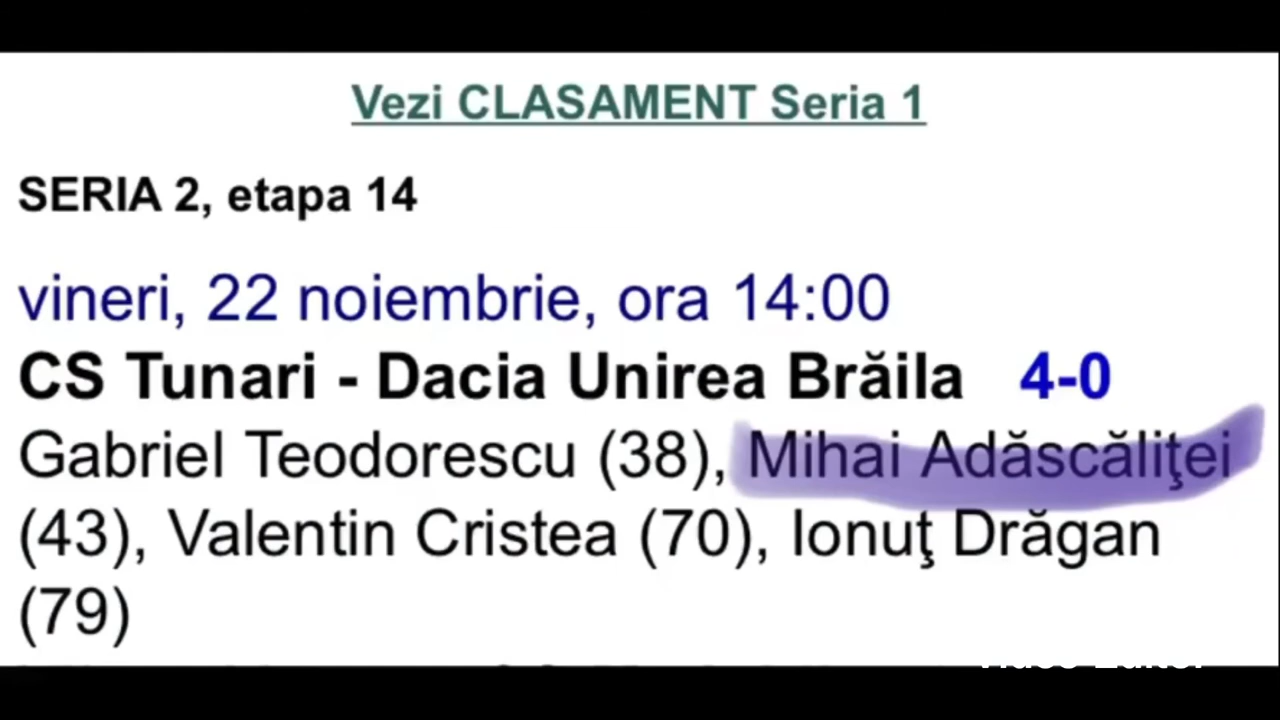 Vezi CLASAMENT Seria 1
SERIA 2, etapa 14
vineri, 22 noiembrie, ora 14:00
CS Tunari - Dacia Unirea Brăila 4-0
Gabriel Teodorescu (38), Mihai Adăscăliţei
(43), Valentin Cristea (70), Ionuţ Drăgan
(79)